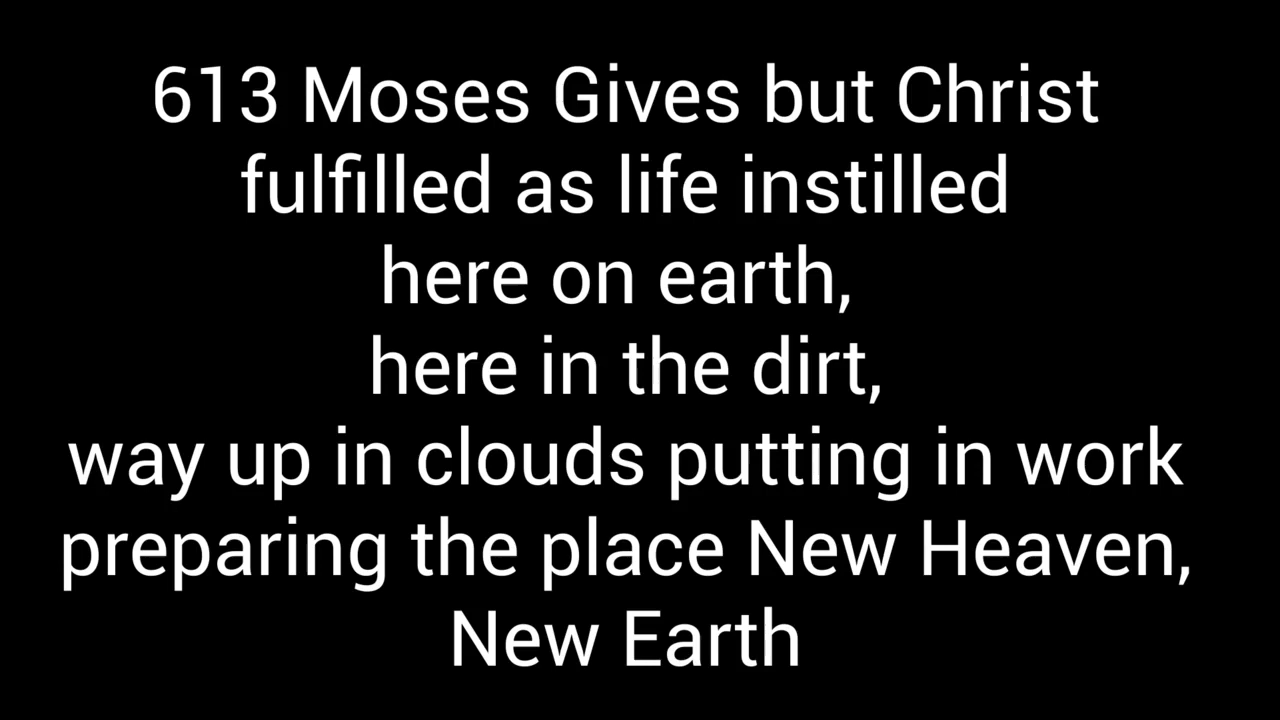 613 Moses Gives but Christ
fulfilled as life instilled
here on earth,
here in the dirt,
way up in clouds putting in work
preparing the place New Heaven,
New Earth